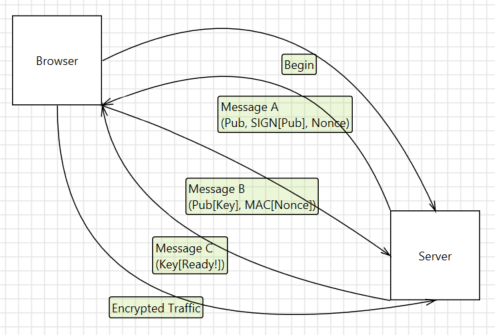 Browser
Begin
Message A
(Pub, SIGN[Pub], Nonce)
Message B
(Pub[Key], MAC[Nonce])
Message C
(Key[Ready!])
Server
Encrypted Traffic